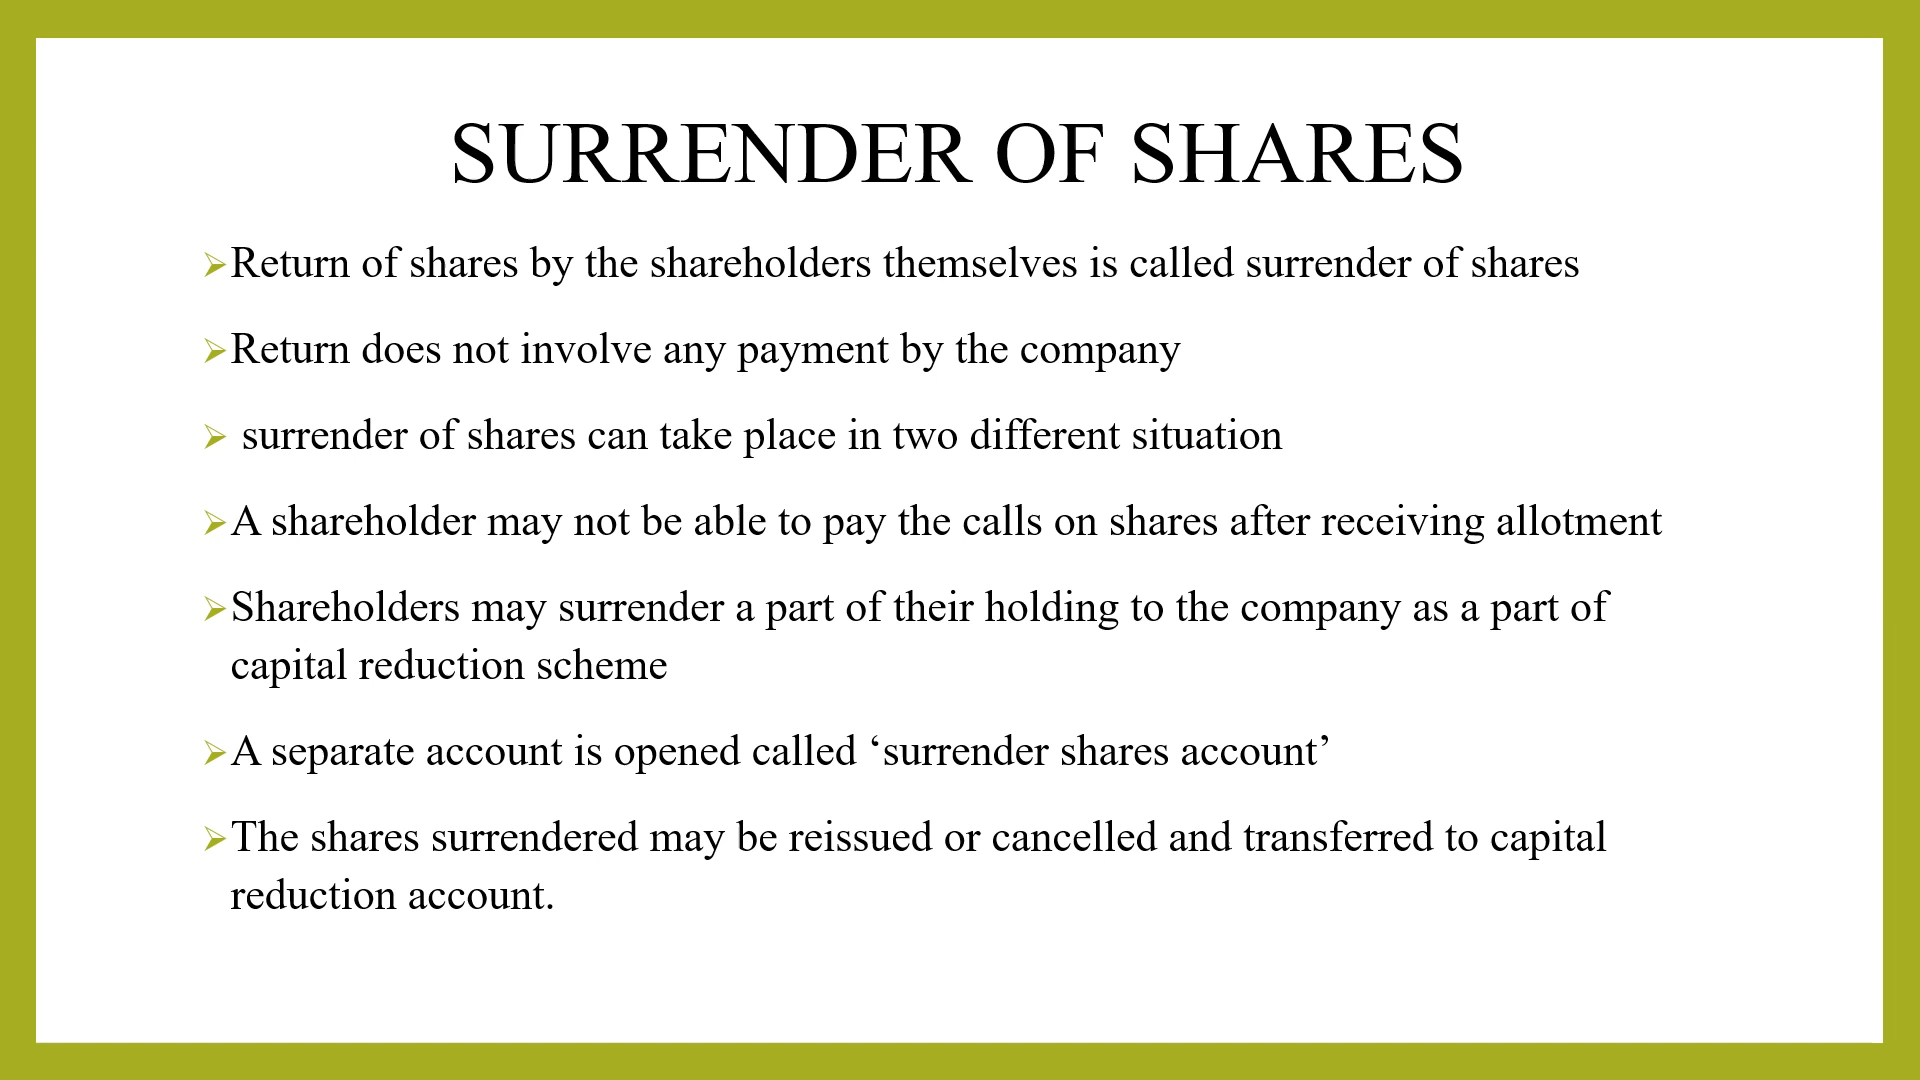 SURRENDER OF SHARES
➢Return of shares by the shareholders themselves is called surrender of shares
➢Return does not involve any payment by the company
➢ surrender of shares can take place in two different situation
➢A shareholder may not be able to pay the calls on shares after receiving allotment
➢Shareholders may surrender a part of their holding to the company as a part of
capital reduction scheme
➢A separate account is opened called ‘surrender shares account’
➢The shares surrendered may be reissued or cancelled and transferred to capital
reduction account.